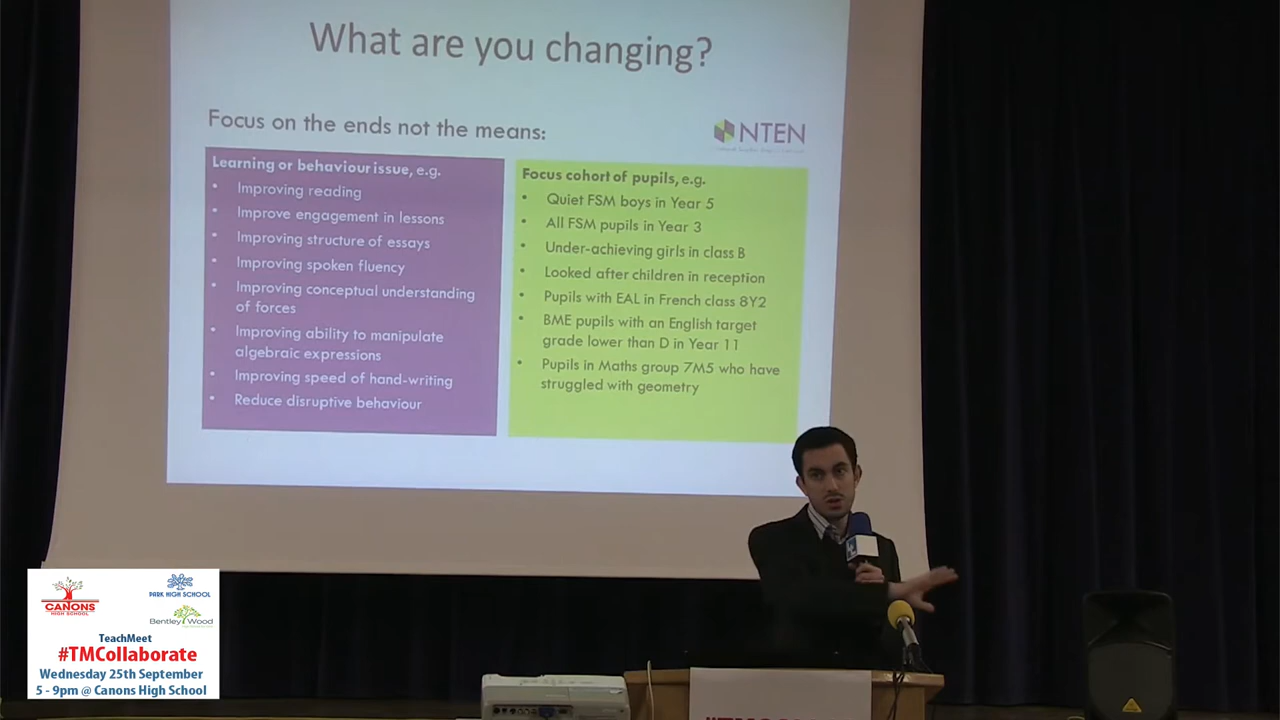 What are you changing?
Focus on the ends not the means:
NTEN
Learning or behaviour issue, e.g.
• Improving reading
• Improve engagement in lessons
• Improving structure of essays
• Improving spoken fluency
• Improving conceptual understanding
of forces
• Improving ability to manipulate
algebraic expressions
• Improving speed of hand-writing
• Reduce disruptive behaviour
Focus cohort of pupils, e.g.
• Quiet FSM boys in Year 5
• All FSM pupils in Year 3
• Under-achieving girls in class B
• Looked after children in reception
• Pupils with EAL in French class 8Y2
• BME pupils with an English target
grade lower than D in Year 11
• Pupils in Maths group 7M5 who have
struggled with geometry
CANONS
HIGH SCHOOL
PARK HIGH SCHOOL
Bentley Wood
TeachMeet
#TMCollaborate
Wednesday 25th September
5 - 9pm @ Canons High School